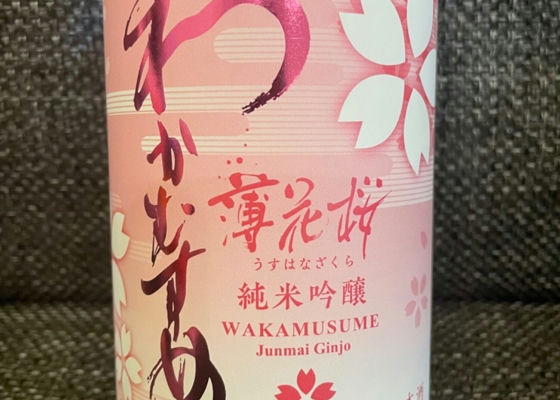 わかむすめ
薄花桜
うすはなざくら
純米吟醸
WAKAMUSUME
Junmai Ginjo